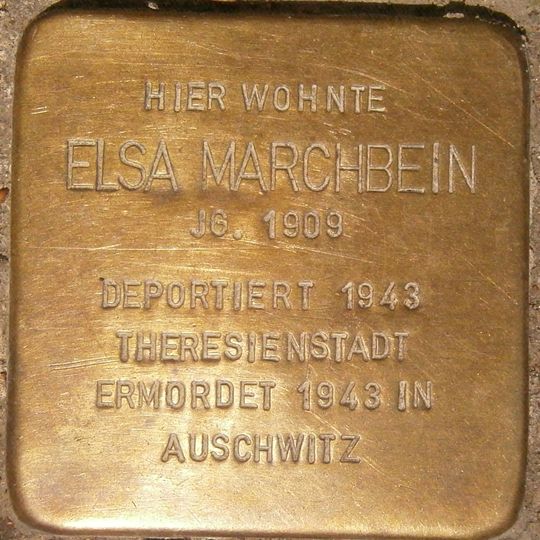 HIER WOHNTE
ELSA MARCHBEIN
JG. 1909
DEPORTIERT 1943
THERESIENSTADT
ERMORDET 1943 IN
AUSCHWITZ